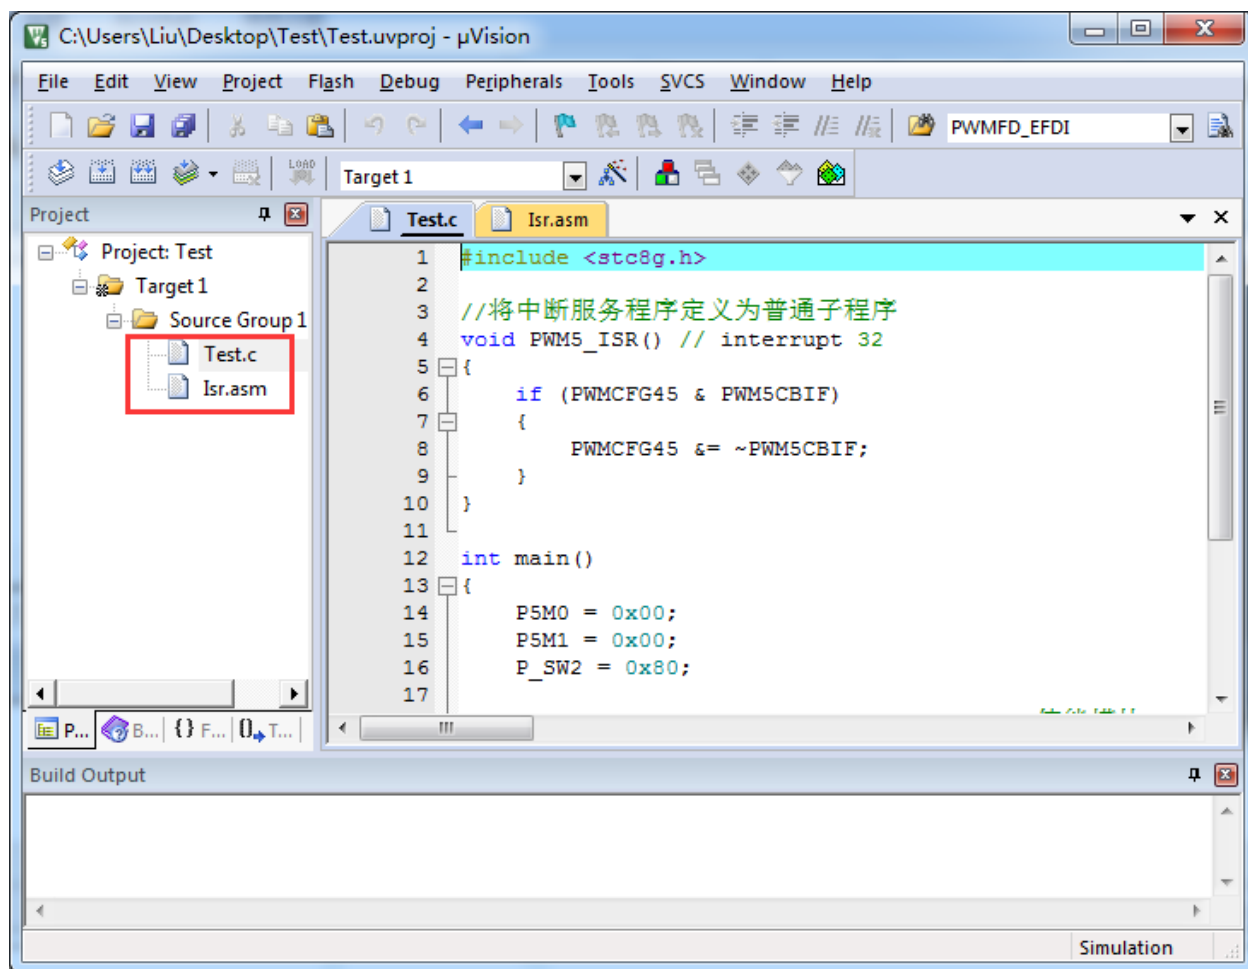 C:\Users\Liu\Desktop\Test\Test.uvproj - µVision
File Edit View Project Flash Debug Peripherals Tools SVCS Window Help
PWMFD_EFDI
LOAD
Target 1
Project
Test.c Isr.asm
Project: Test
Target 1
Source Group 1
Test.c
Isr.asm
1 #include <stc8g.h>
2
3 //将中断服务程序定义为普通子程序
4 void PWM5_ISR() // interrupt 32
5 {
6 if (PWMCFG45 & PWM5CBIF)
7 {
8 PWMCFG45 &= ~PWM5CBIF;
9 }
10 }
11
12 int main()
13 {
14 P5M0 = 0x00;
15 P5M1 = 0x00;
16 P_SW2 = 0x80;
17
P... B... {} F... 0 T...
Build Output
Simulation